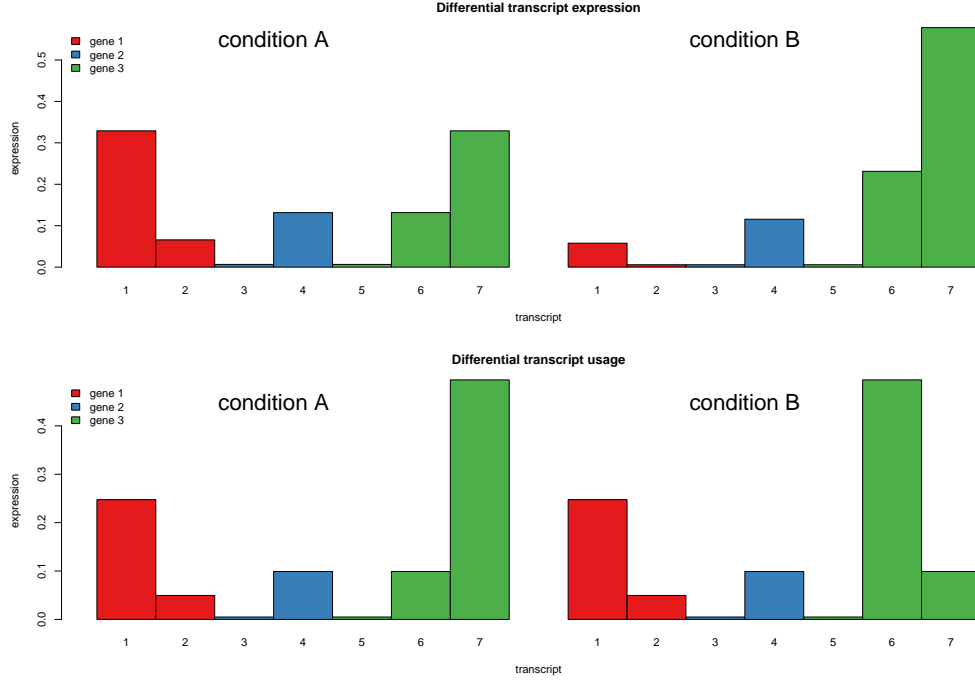 Differential transcript expression
condition A
condition B
gene 1
gene 2
gene 3
expression
0.0
0.1
0.2
0.3
0.4
0.5
1 2 3 4 5 6 7
1 2 3 4 5 6 7
transcript
Differential transcript usage
condition A
condition B
gene 1
gene 2
gene 3
expression
0.0
0.1
0.2
0.3
0.4
1 2 3 4 5 6 7
1 2 3 4 5 6 7
transcript